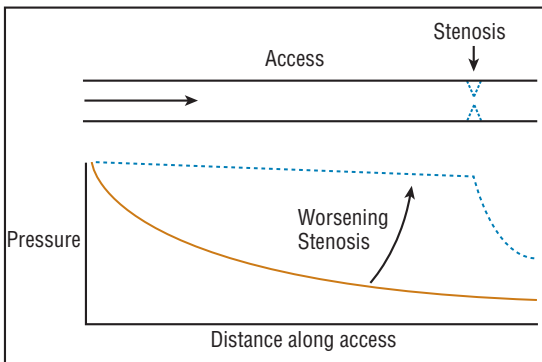 Stenosis
Access
Worsening
Stenosis
Pressure
Distance along access